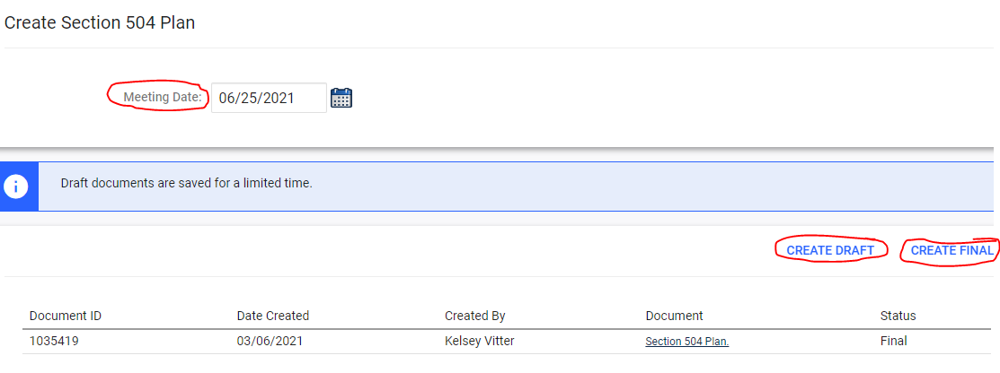 Create Section 504 Plan
Meeting Date: 06/25/2021
Draft documents are saved for a limited time.
CREATE DRAFT CREATE FINAL
Document ID Date Created Created By Document Status
1035419 03/06/2021 Kelsey Vitter Section 504 Plan. Final